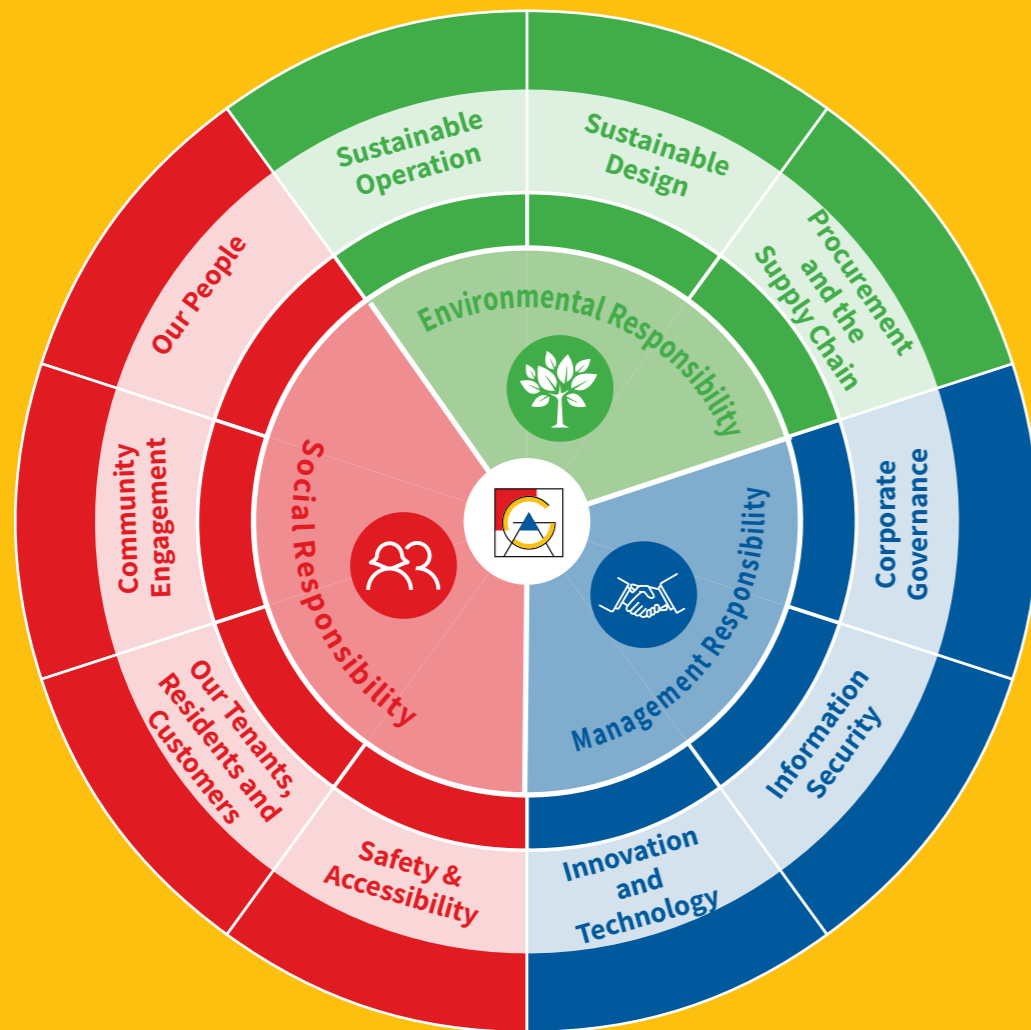 Sustainable
Operation
Sustainable
Design
Procurement
and the
Supply Chain
Corporate
Governance
Information
Security
Innovation
and
Technology
Safety &
Accessibility
Our Tenants,
Residents and
Customers
Community
Engagement
Our People
Environmental Responsibility
Management Responsibility
Social Responsibility